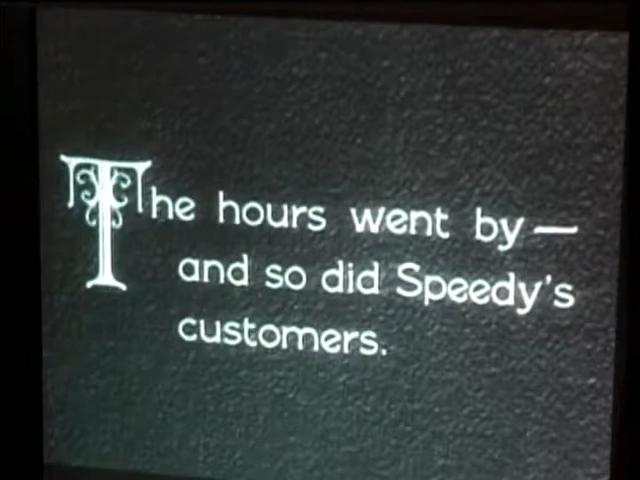 The hours went by—
and so did Speedy's
customers.